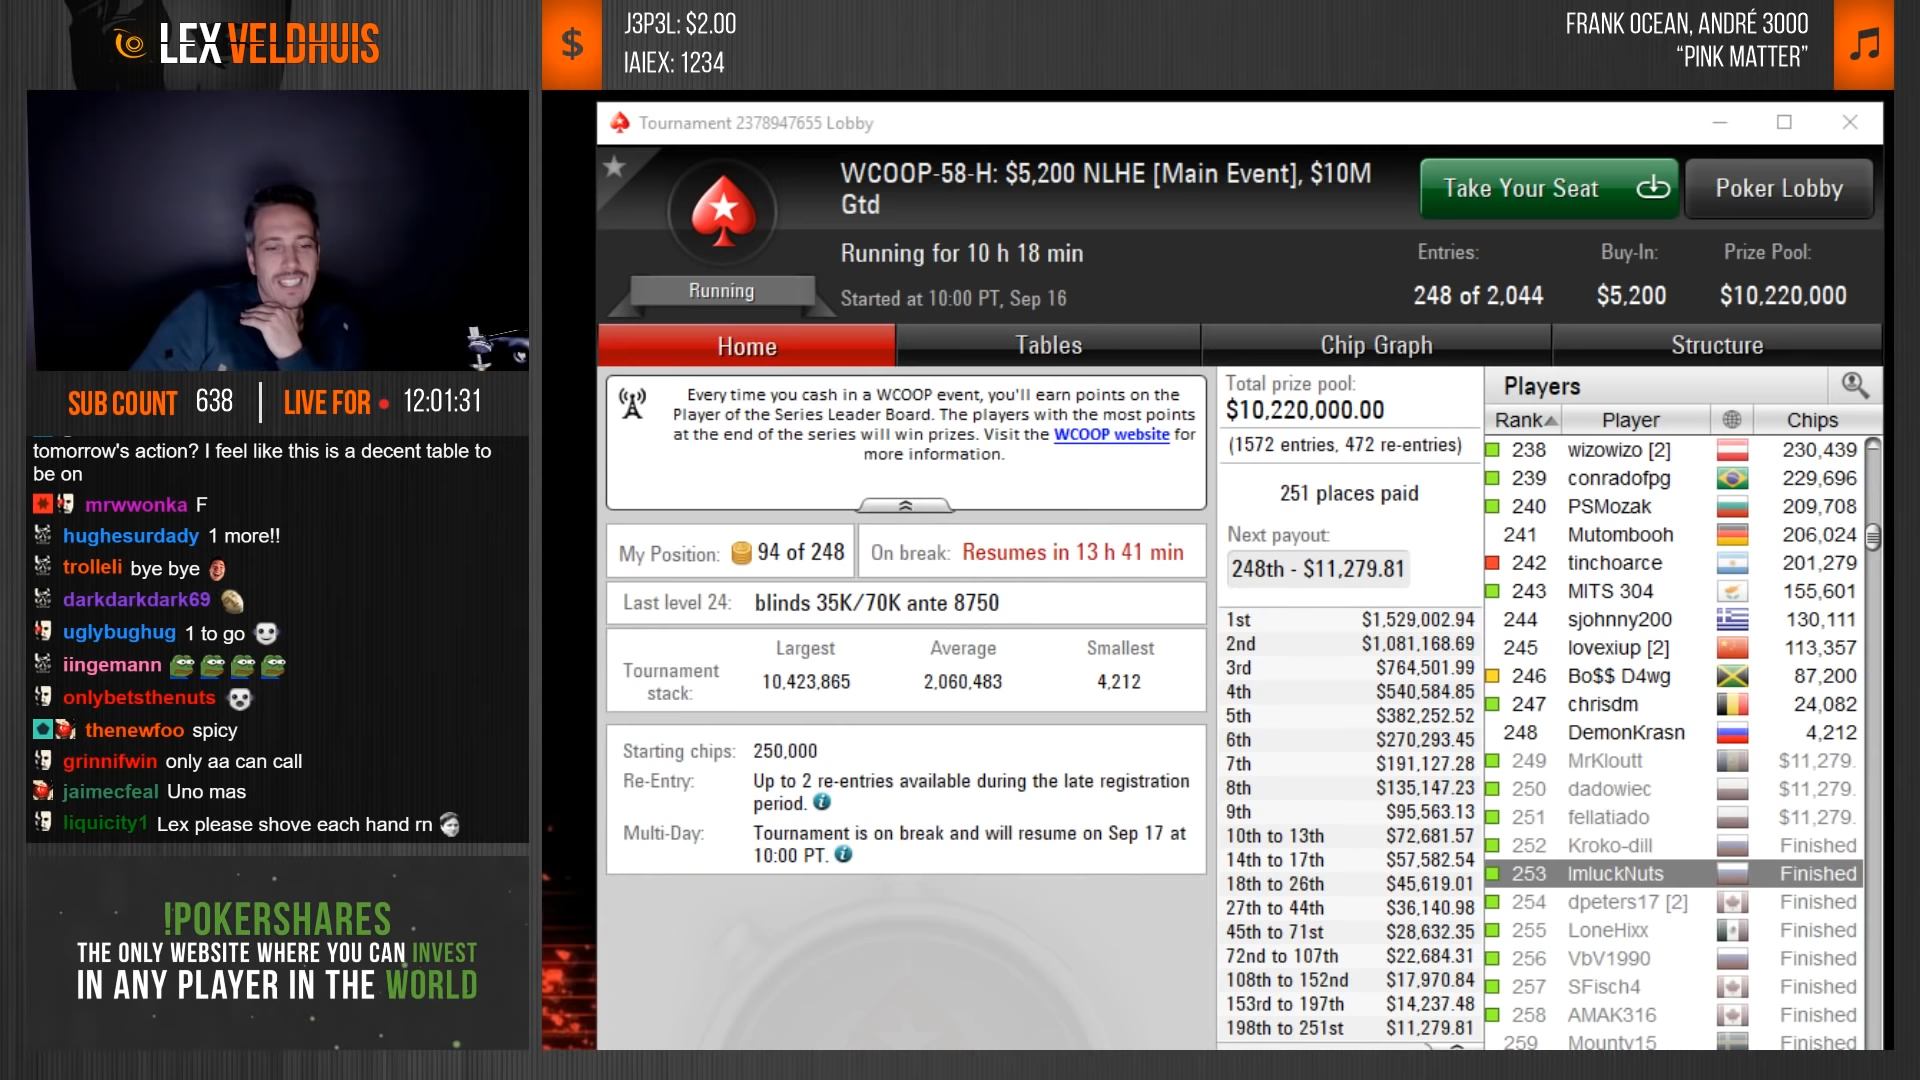 LEX VELDHUIS
$
J3P3L: $2.00
IAIEX: 1234
FRANK OCEAN, ANDRÉ 3000
“PINK MATTER”
SUB COUNT 638 | LIVE FOR 12:01:31
tomorrow's action? I feel like this is a decent table to
be on
mrwwonka F
hughesurdady 1 more!!
trolleli bye bye
darkdarkdark69
uglybughug 1 to go
iingemann
onlybetsthenuts
thenewfoo spicy
grinnifwin only aa can call
jaimecfeal Uno mas
liquicity1 Lex please shove each hand rn
!POKERSHARES
THE ONLY WEBSITE WHERE YOU CAN INVEST
IN ANY PLAYER IN THE WORLD
Tournament 2378947655 Lobby
WCOOP-58-H: $5,200 NLHE [Main Event], $10M
Gtd
Running for 10 h 18 min
Running
Started at 10:00 PT, Sep 16
Take Your Seat
Poker Lobby
Entries: Buy-In: Prize Pool:
248 of 2,044 $5,200 $10,220,000
Home Tables Chip Graph Structure
Every time you cash in a WCOOP event, you'll earn points on the
Player of the Series Leader Board. The players with the most points
at the end of the series will win prizes. Visit the WCOOP website for
more information.
My Position: 94 of 248 On break: Resumes in 13 h 41 min
Last level 24: blinds 35K/70K ante 8750
Largest Average Smallest
Tournament
stack:
10,423,865 2,060,483 4,212
Starting chips: 250,000
Re-Entry: Up to 2 re-entries available during the late registration
period.
Multi-Day: Tournament is on break and will resume on Sep 17 at
10:00 PT.
Total prize pool:
$10,220,000.00
(1572 entries, 472 re-entries)
251 places paid
Next payout:
248th - $11,279.81
1st $1,529,002.94
2nd $1,081,168.69
3rd $764,501.99
4th $540,584.85
5th $382,252.52
6th $270,293.45
7th $191,127.28
8th $135,147.23
9th $95,563.13
10th to 13th $72,681.57
14th to 17th $57,582.54
18th to 26th $45,619.01
27th to 44th $36,140.98
45th to 71st $28,632.35
72nd to 107th $22,684.31
108th to 152nd $17,970.84
153rd to 197th $14,237.48
198th to 251st $11,279.81
Players
Rank Player Chips
238 wizowizo [2] 230,439
239 conradofpg 229,696
240 PSMozak 209,708
241 Mutombooh 206,024
242 tinchoarce 201,279
243 MITS 304 155,601
244 sjohnny200 130,111
245 lovexiup [2] 113,357
246 Bo$$ D4wg 87,200
247 chrisdm 24,082
248 DemonKrasn 4,212
249 MrKloutt $11,279.
250 dadowiec $11,279.
251 fellatiado $11,279.
252 Kroko-dill Finished
253 ImluckNuts Finished
254 dpeters17 [2] Finished
255 LoneHixx Finished
256 VbV1990 Finished
257 SFisch4 Finished
258 AMAK316 Finished
259 Mounty15 Finished